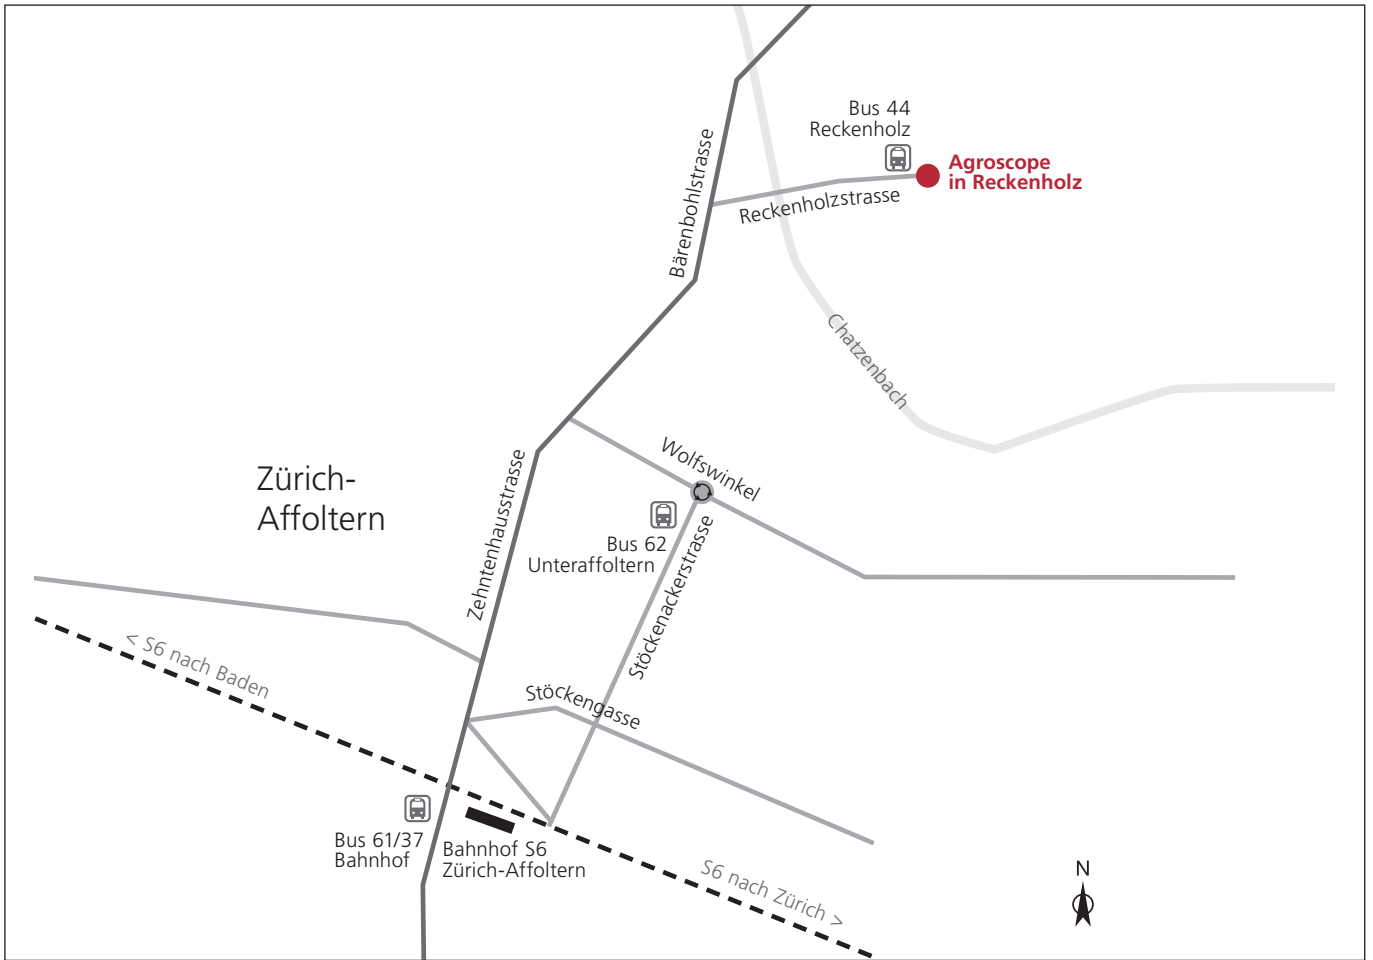 Bus 44
Reckenholz
Agroscope
in Reckenholz
Bärenbohlstrasse
Reckenholzstrasse
Chatzenbach
Wolfswinkel
Zürich-
Affoltern
Zehntenhausstrasse
Bus 62
Unteraffoltern
Stöckenackerstrasse
< S6 nach Baden
Stöckengasse
Bus 61/37
Bahnhof
Bahnhof S6
Zürich-Affoltern
S6 nach Zürich >
N